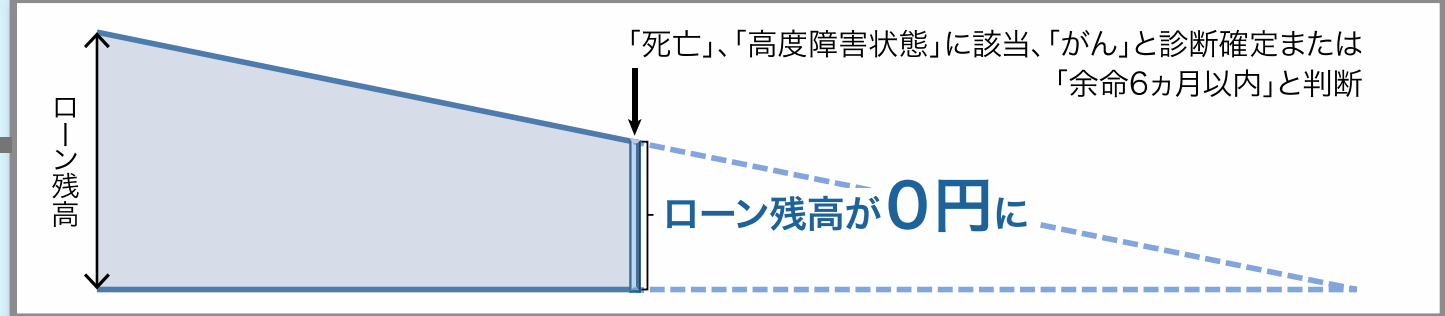 「死亡」、「高度障害状態」に該当、「がん」と診断確定または
「余命6ヵ月以内」と判断
ローン残高
ローン残高が0円に